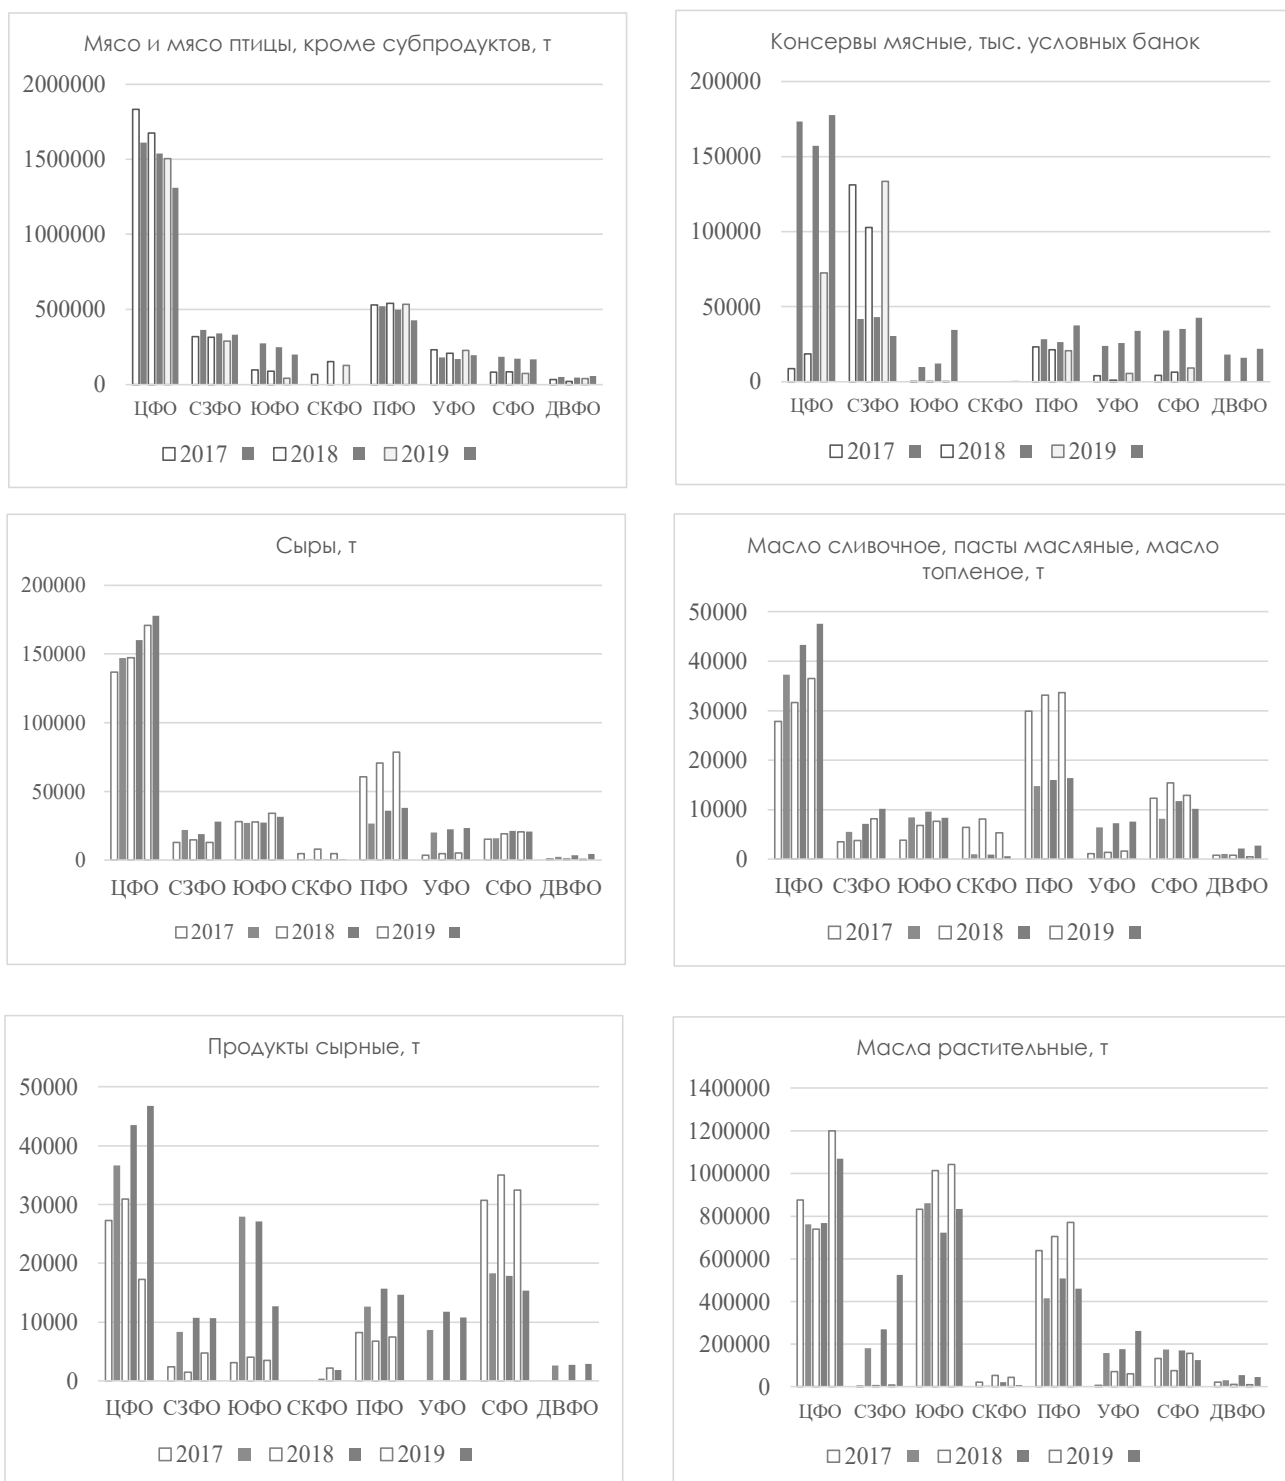 Мясо и мясо птицы, кроме субпродуктов, т
2000000
1500000
1000000
500000
0
ЦФО СЗФО ЮФО СКФО ПФО УФО СФО ДВФО
2017 2018 2019
Консервы мясные, тыс. условных банок
200000
150000
100000
50000
0
ЦФО СЗФО ЮФО СКФО ПФО УФО СФО ДВФО
2017 2018 2019
Сыры, т
200000
150000
100000
50000
0
ЦФО СЗФО ЮФО СКФО ПФО УФО СФО ДВФО
2017 2018 2019
Масло сливочное, пасты масляные, масло
топленое, т
50000
40000
30000
20000
10000
0
ЦФО СЗФО ЮФО СКФО ПФО УФО СФО ДВФО
2017 2018 2019
Продукты сырные, т
50000
40000
30000
20000
10000
0
ЦФО СЗФО ЮФО СКФО ПФО УФО СФО ДВФО
2017 2018 2019
Масла растительные, т
1400000
1200000
1000000
800000
600000
400000
200000
0
ЦФО СЗФО ЮФО СКФО ПФО УФО СФО ДВФО
2017 2018 2019